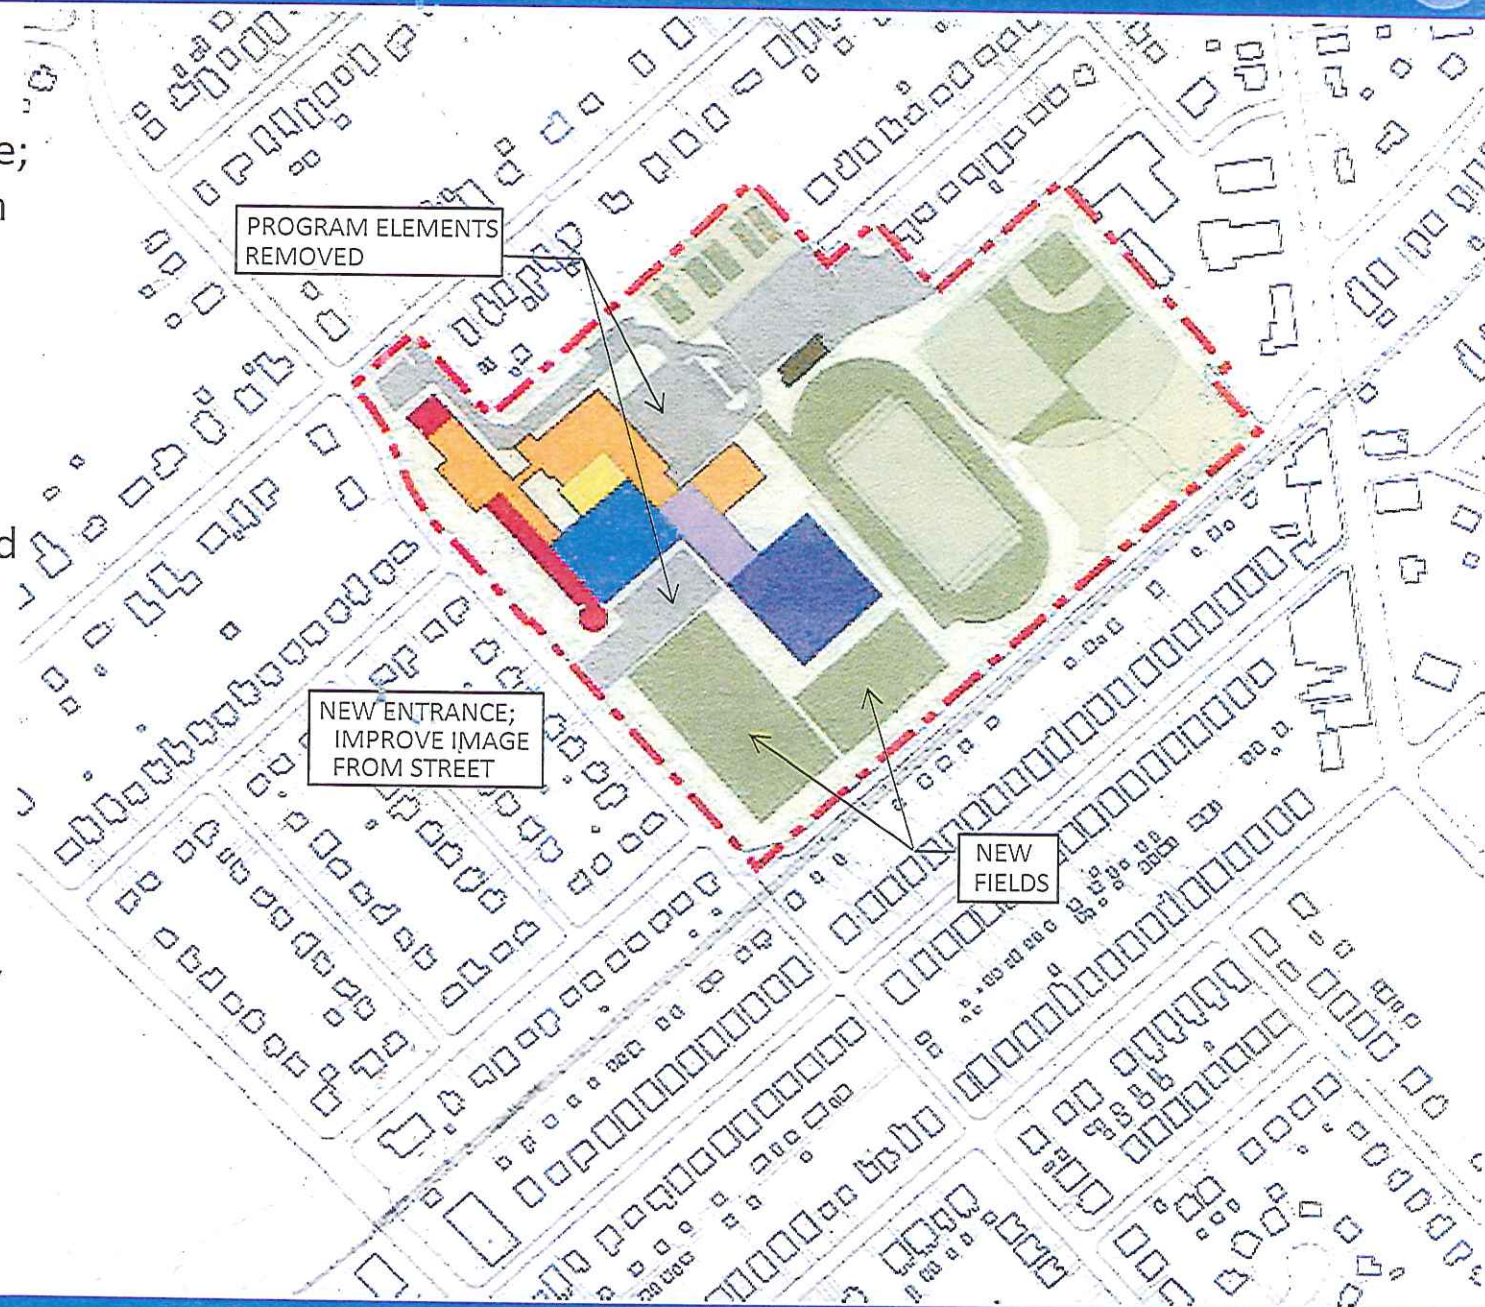 e;
n
d
PROGRAM ELEMENTS
REMOVED
NEW ENTRANCE;
IMPROVE IMAGE
FROM STREET
NEW
FIELDS